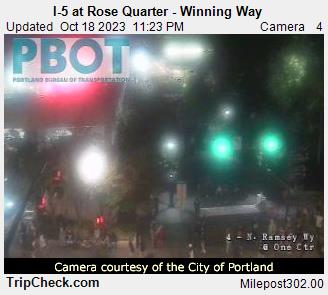 I-5 at Rose Quarter - Winning Way
Updated Oct 18 2023 11:23 PM Camera 4
PBOT
PORTLAND BUREAU OF TRANSPORTATION
4 - N. Ramsey Wy
@ One Ctr
Camera courtesy of the City of Portland
TripCheck.com Milepost302.00